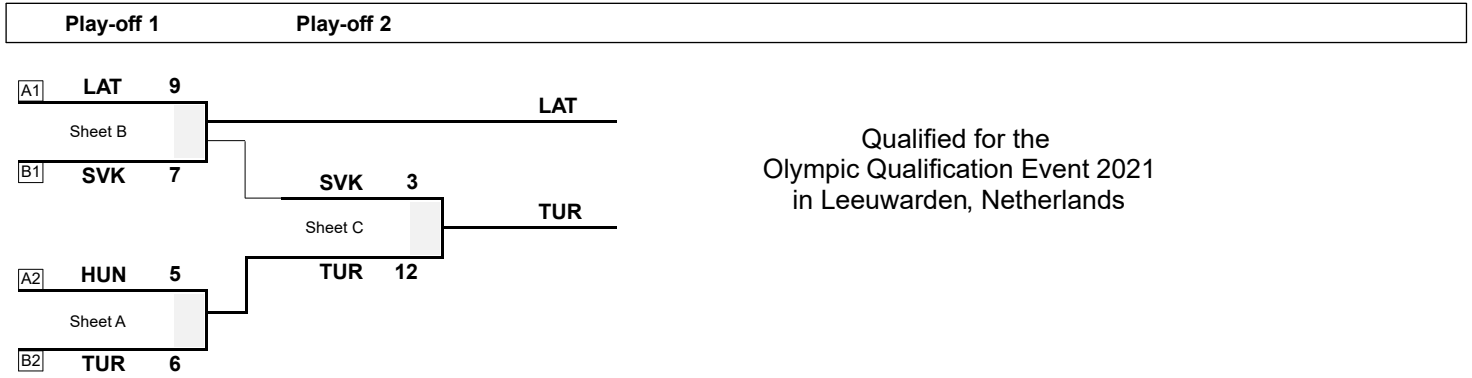 Play-off 1 Play-off 2
A1 LAT 9
LAT
Sheet B
B1 SVK 7
SVK 3
TUR
Sheet C
TUR 12
A2 HUN 5
Sheet A
B2 TUR 6
Qualified for the
Olympic Qualification Event 2021
in Leeuwarden, Netherlands